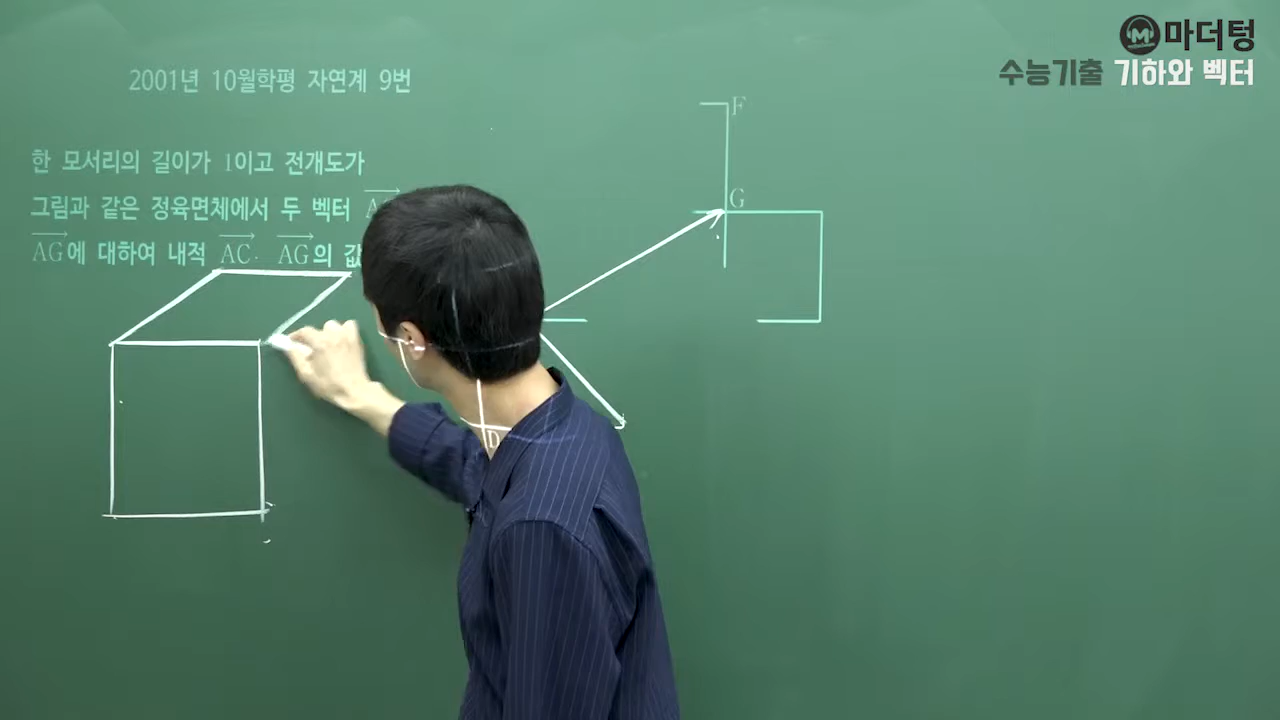 마더텅
수능기출 기하와 벡터
2001년 10월학평 자연계 9번
한 모서리의 길이가 1이고 전개도가
그림과 같은 정육면체에서 두 벡터
AG에 대하여 내적 AC · AG의
F
G
D